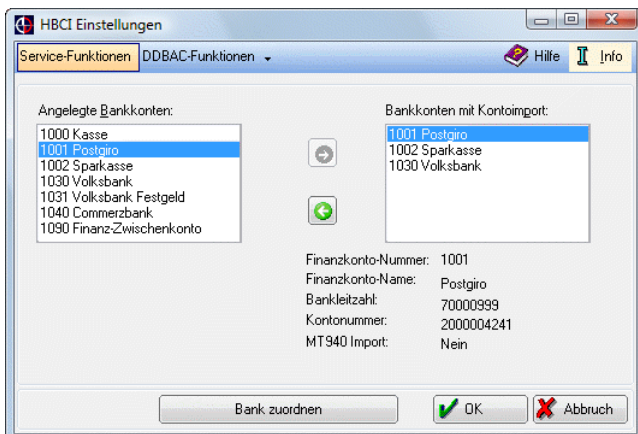 HBCI Einstellungen
Service-Funktionen DDBAC-Funktionen Hilfe Info
Angelegte Bankkonten:
1000 Kasse
1001 Postgiro
1002 Sparkasse
1030 Volksbank
1031 Volksbank Festgeld
1040 Commerzbank
1090 Finanz-Zwischenkonto
Bankkonten mit Kontoimport:
1001 Postgiro
1002 Sparkasse
1030 Volksbank
Finanzkonto-Nummer: 1001
Finanzkonto-Name: Postgiro
Bankleitzahl: 70000999
Kontonummer: 2000004241
MT940 Import: Nein
Bank zuordnen OK Abbruch